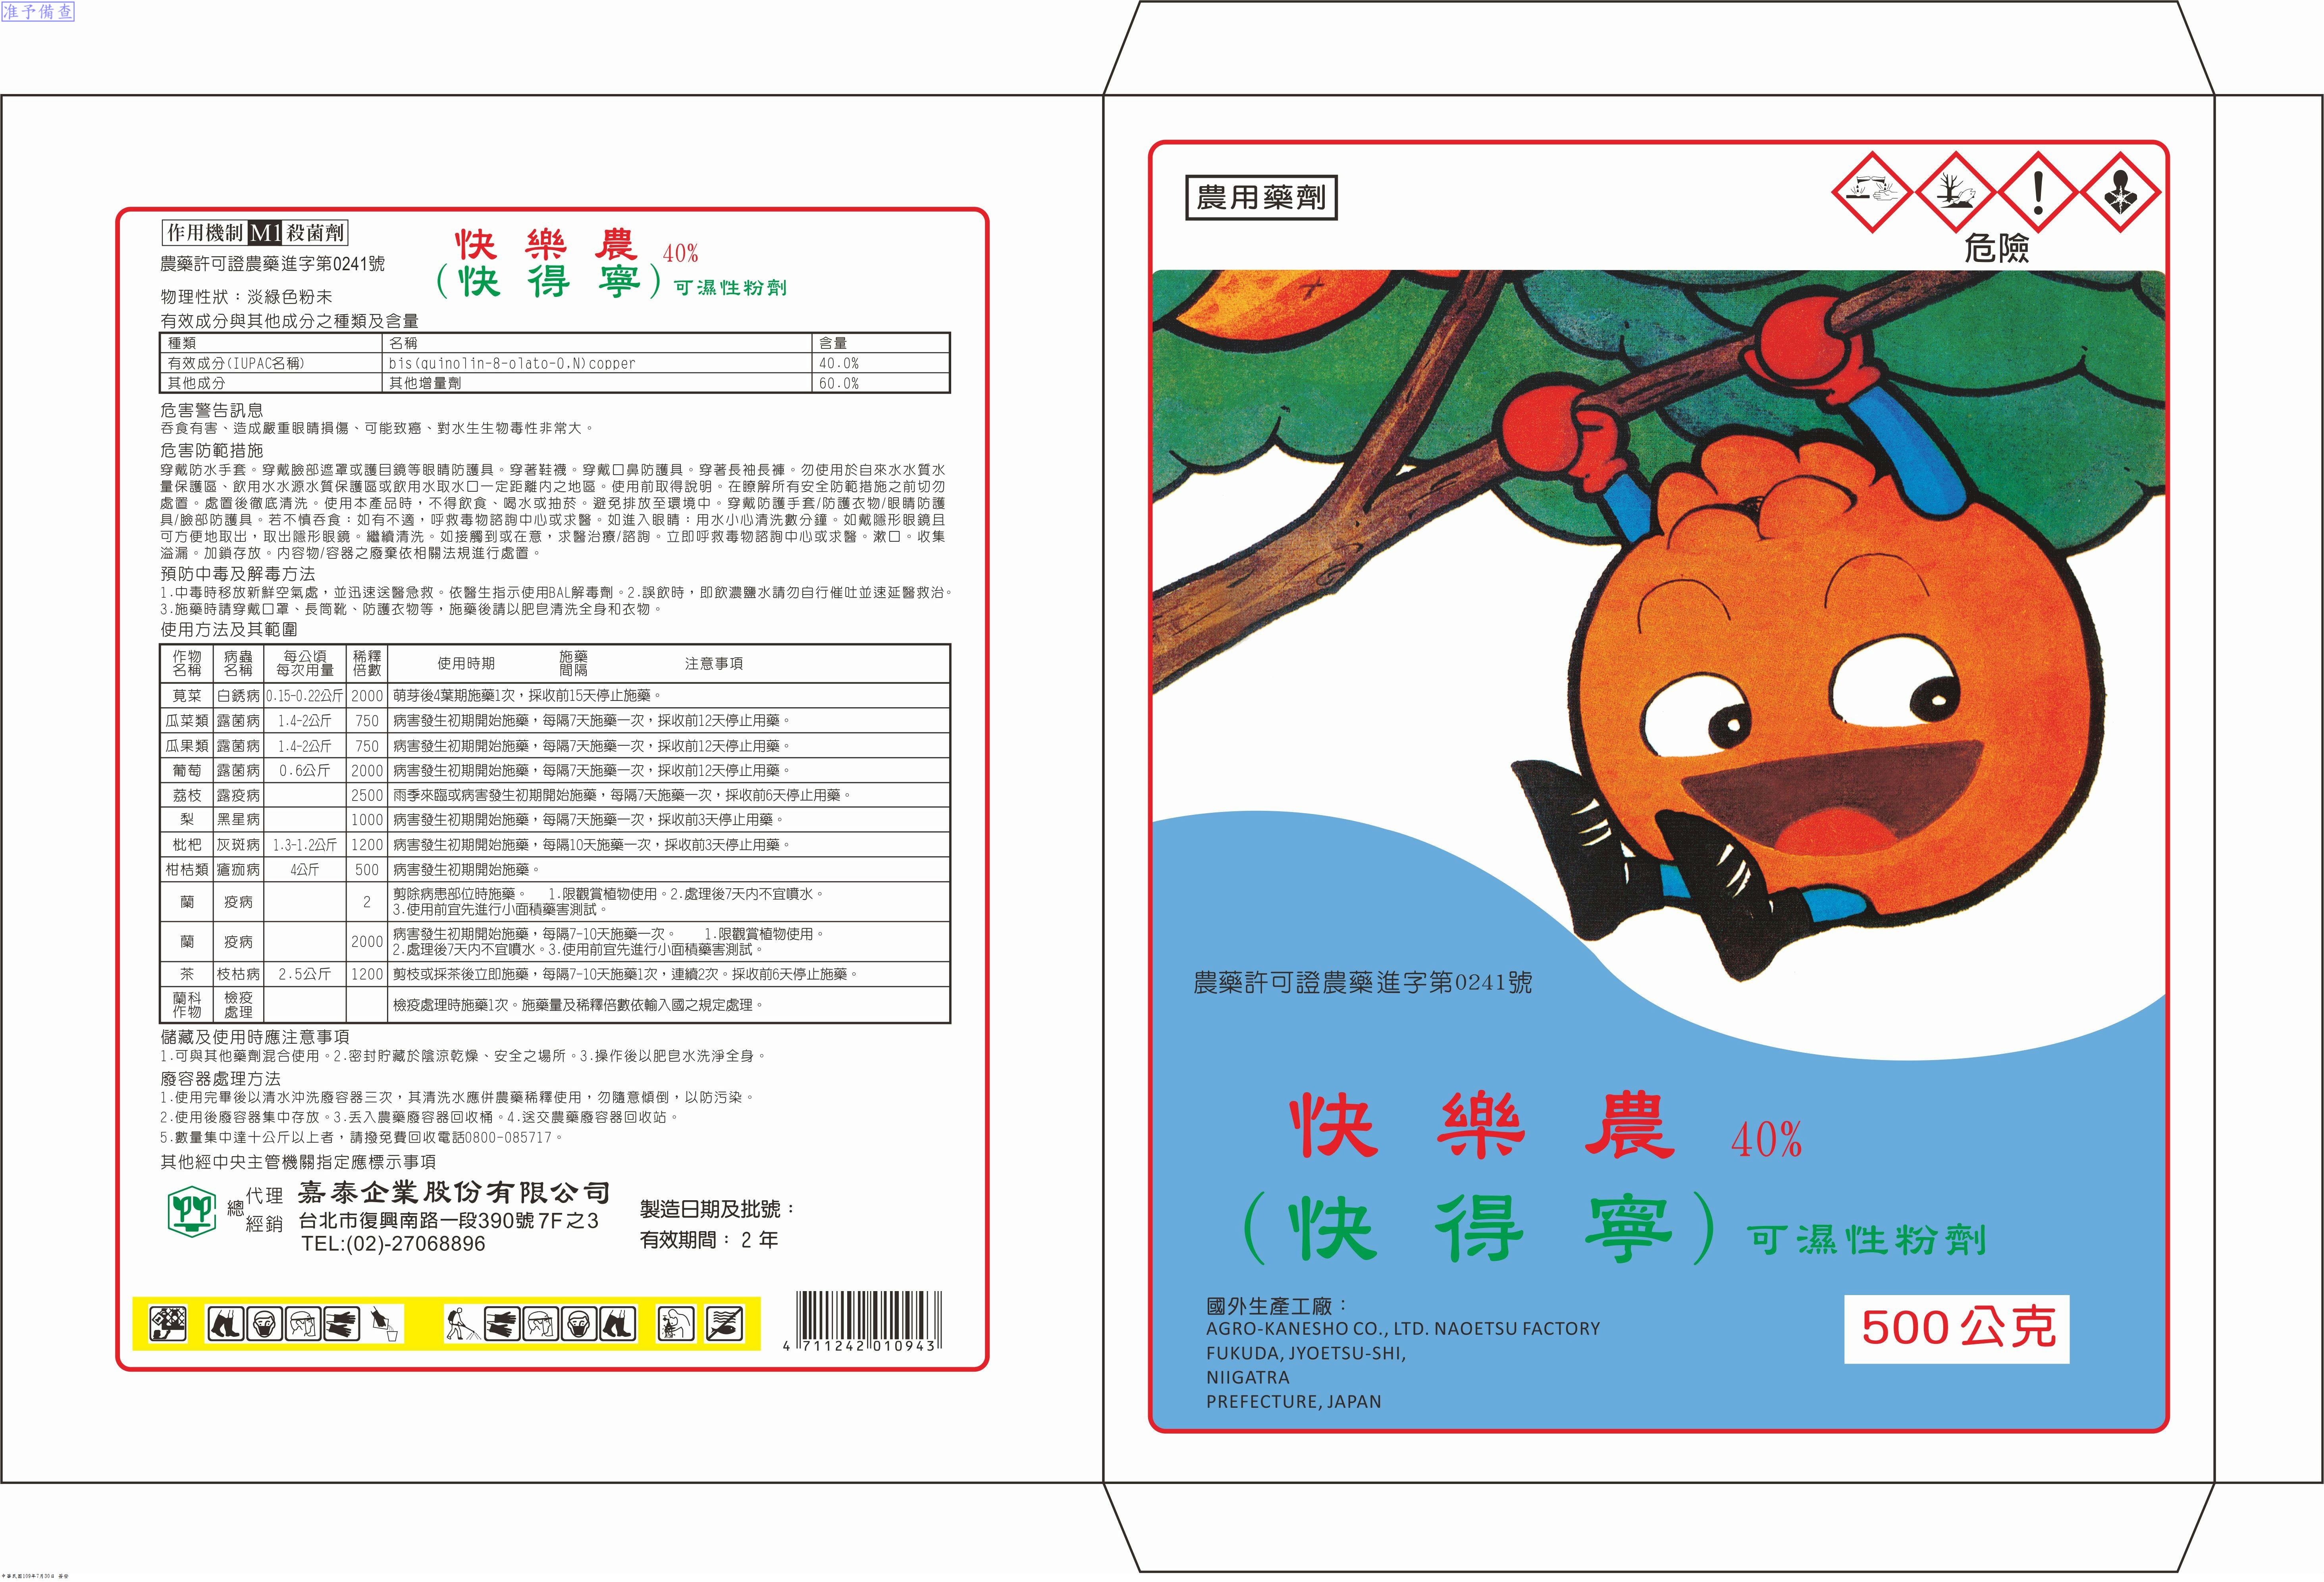 准予備查
作用機制 M1 殺菌劑
農藥許可證農藥進字第0241號
快樂農 40%
(快得寧) 可濕性粉劑
物理性狀：淡綠色粉末
有效成分與其他成分之種類及含量
種類 名稱 含量
有效成分(IUPAC名稱) bis(quinolin-8-olato-O,N)copper 40.0%
其他成分 其他增量劑 60.0%
危害警告訊息
吞食有害、造成嚴重眼睛損傷、可能致癌、對水生生物毒性非常大。
危害防範措施
穿戴防水手套。穿戴臉部遮罩或護目鏡等眼睛防護具。穿著鞋襪。穿戴口鼻防護具。穿著長袖長褲。勿使用於自來水水質水
量保護區、飲用水水源水質保護區或飲用水取水口一定距離內之地區。使用前取得說明。在瞭解所有安全防範措施之前切勿
處置。處置後徹底清洗。使用本產品時，不得飲食、喝水或抽菸。避免排放至環境中。穿戴防護手套/防護衣物/眼睛防護
具/臉部防護具。若不慎吞食：如有不適，呼救毒物諮詢中心或求醫。如進入眼睛：用水小心清洗數分鐘。如戴隱形眼鏡且
可方便地取出，取出隱形眼鏡。繼續清洗。如接觸到或在意，求醫治療/諮詢。立即呼救毒物諮詢中心或求醫。漱口。收集
溢漏。加鎖存放。內容物/容器之廢棄依相關法規進行處置。
預防中毒及解毒方法
1.中毒時移放新鮮空氣處，並迅速送醫急救。依醫生指示使用BAL解毒劑。2.誤飲時，即飲濃鹽水請勿自行催吐並速延醫救治。
3.施藥時請穿戴口罩、長筒靴、防護衣物等，施藥後請以肥皂清洗全身和衣物。
使用方法及其範圍
作物名稱 病蟲名稱 每公頃每次用量 稀釋倍數 使用時期 施藥間隔 注意事項
莧菜 白銹病 0.15-0.22公斤 2000 萌芽後4葉期施藥1次，採收前15天停止施藥。
瓜菜類 露菌病 1.4-2公斤 750 病害發生初期開始施藥，每隔7天施藥一次，採收前12天停止用藥。
瓜果類 露菌病 1.4-2公斤 750 病害發生初期開始施藥，每隔7天施藥一次，採收前12天停止用藥。
葡萄 露菌病 0.6公斤 2000 病害發生初期開始施藥，每隔7天施藥一次，採收前12天停止用藥。
荔枝 露疫病 2500 雨季來臨或病害發生初期開始施藥，每隔7天施藥一次，採收前6天停止用藥。
梨 黑星病 1000 病害發生初期開始施藥，每隔7天施藥一次，採收前3天停止用藥。
枇杷 灰斑病 1.3-1.2公斤 1200 病害發生初期開始施藥，每隔10天施藥一次，採收前3天停止用藥。
柑桔類 瘡痂病 4公斤 500 病害發生初期開始施藥。
蘭 疫病 2 剪除病患部位時施藥。 1.限觀賞植物使用。2.處理後7天內不宜噴水。
3.使用前宜先進行小面積藥害測試。
蘭 疫病 2000 病害發生初期開始施藥，每隔7-10天施藥一次。 1.限觀賞植物使用。
2.處理後7天內不宜噴水。3.使用前宜先進行小面積藥害測試。
茶 枝枯病 2.5公斤 1200 剪枝或採茶後立即施藥，每隔7-10天施藥1次，連續2次。採收前6天停止施藥。
蘭科作物 檢疫處理 檢疫處理時施藥1次。施藥量及稀釋倍數依輸入國之規定處理。
儲藏及使用時應注意事項
1.可與其他藥劑混合使用。2.密封貯藏於陰涼乾燥、安全之場所。3.操作後以肥皂水洗淨全身。
廢容器處理方法
1.使用完畢後以清水沖洗廢容器三次，其清洗水應併農藥稀釋使用，勿隨意傾倒，以防污染。
2.使用後廢容器集中存放。3.丟入農藥廢容器回收桶。4.送交農藥廢容器回收站。
5.數量集中達十公斤以上者，請撥免費回收電話0800-085717。
其他經中央主管機關指定應標示事項
總代理經銷 嘉泰企業股份有限公司
台北市復興南路一段390號7F之3
TEL:(02)-27068896
製造日期及批號：
有效期間：2 年
4 711242 010943
農用藥劑
危險
農藥許可證農藥進字第0241號
快樂農 40%
(快得寧) 可濕性粉劑
國外生產工廠：
AGRO-KANESHO CO., LTD. NAOETSU FACTORY
FUKUDA, JYOETSU-SHI,
NIIGATRA
PREFECTURE, JAPAN
500公克
中華民國109年7月30日